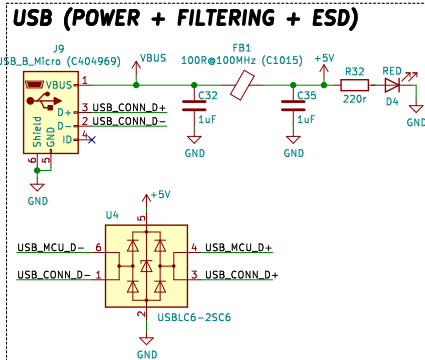 USB (POWER + FILTERING + ESD)
J9
USB_B_Micro (C404969)
VBUS
FB1
100R@100MHz (C1015)
+5V
VBUS 1
R32
RED
C32
C35
D+ 3 USB_CONN_D+
D- 2 USB_CONN_D-
ID 4
1uF
1uF
220r
D4
Shield
GND
6 5
GND
GND
GND
GND
+5V
U4
5
USB_MCU_D- 6
4 USB_MCU_D+
USB_CONN_D- 1
3 USB_CONN_D+
2
USBLC6-2SC6
GND